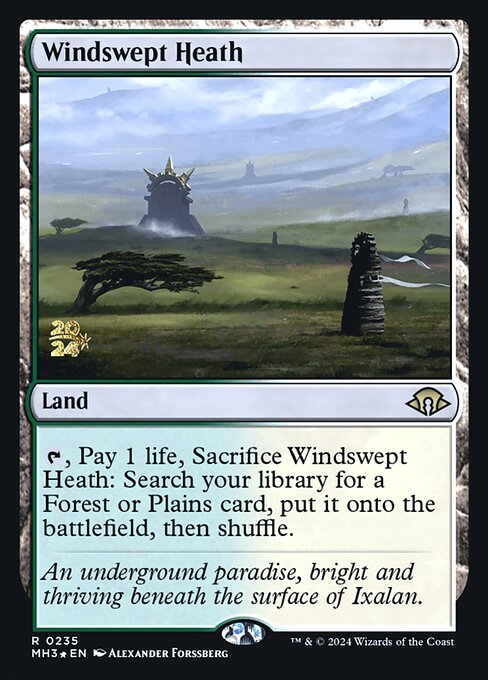 Windswept Heath
20
24
Land
, Pay 1 life, Sacrifice Windswept
Heath: Search your library for a
Forest or Plains card, put it onto the
battlefield, then shuffle.
An underground paradise, bright and
thriving beneath the surface of Ixalan.
R 0235
MH3★EN Alexander Forssberg
™ & © 2024 Wizards of the Coast